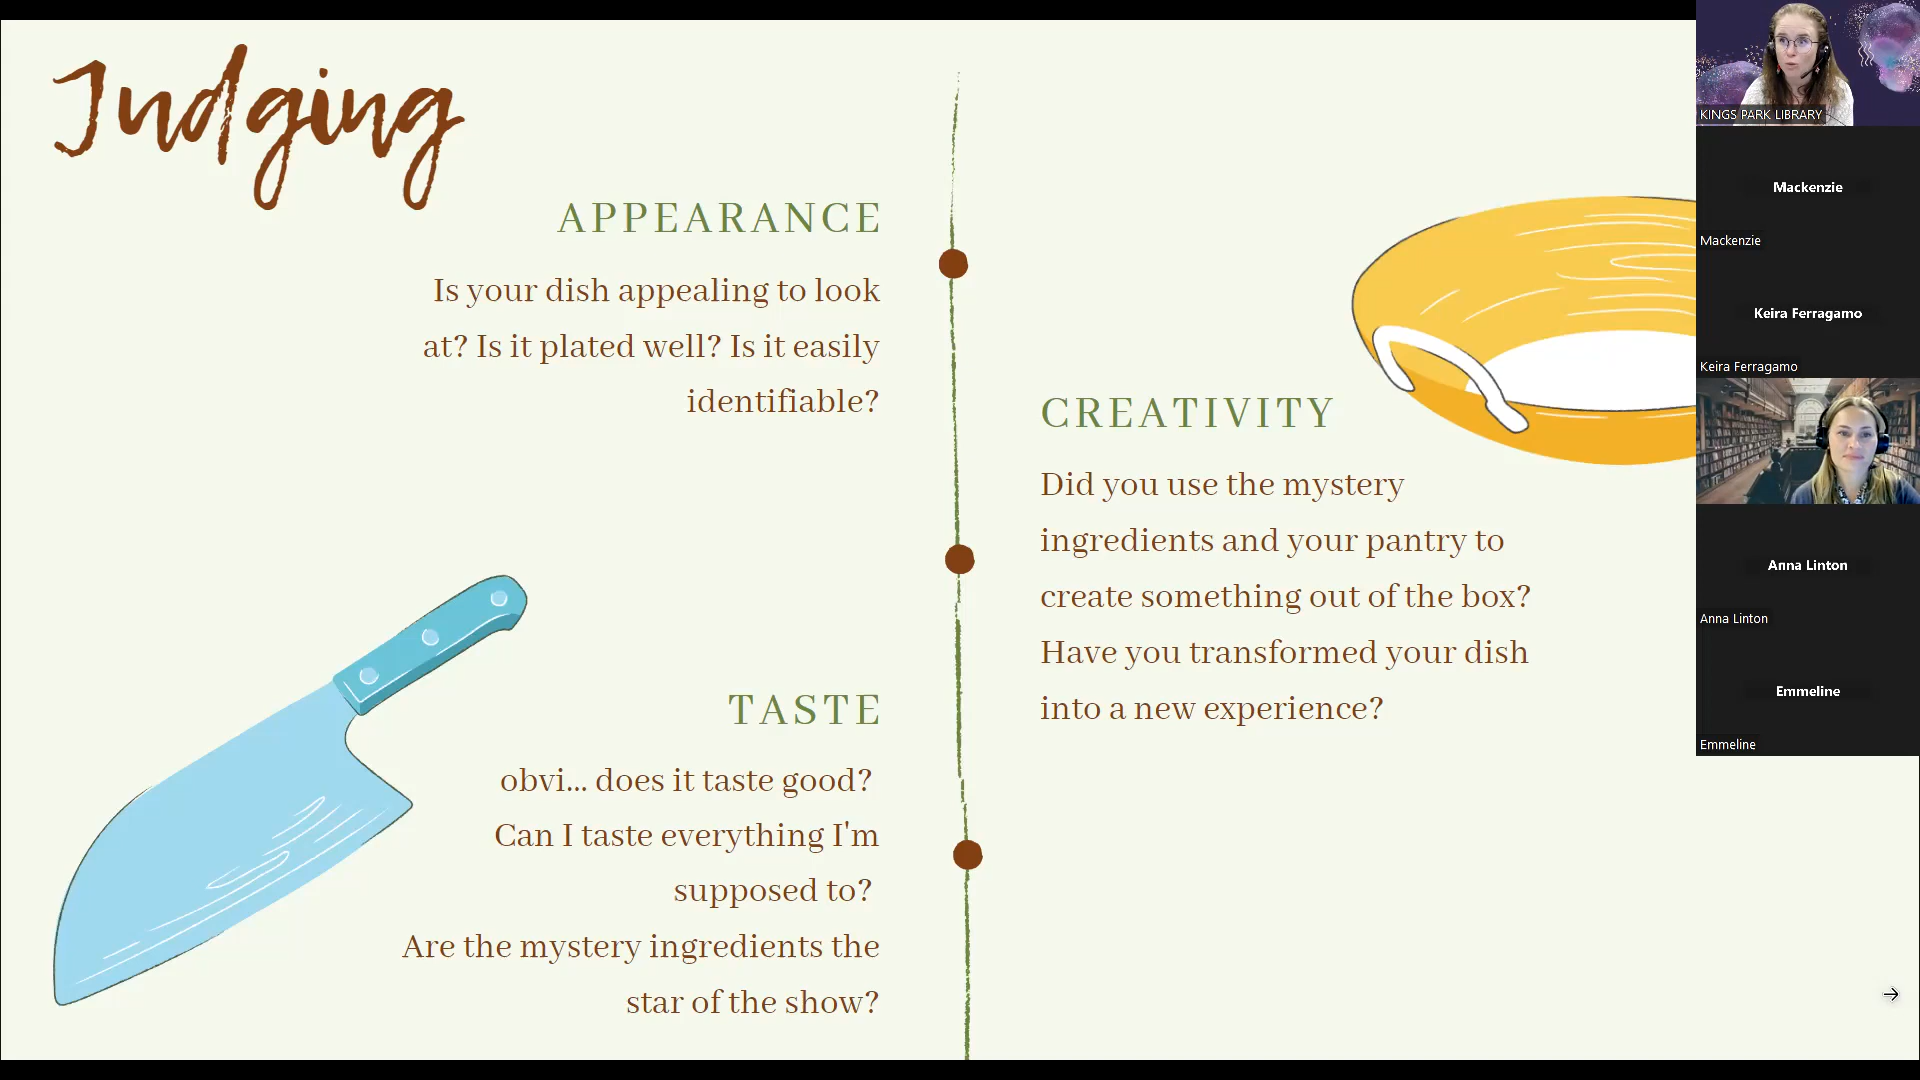 Judging
APPEARANCE
Is your dish appealing to look
at? Is it plated well? Is it easily
identifiable?
CREATIVITY
Did you use the mystery
ingredients and your pantry to
create something out of the box?
Have you transformed your dish
into a new experience?
TASTE
obvi... does it taste good?
Can I taste everything I'm
supposed to?
Are the mystery ingredients the
star of the show?
KINGS PARK LIBRARY
Mackenzie
Mackenzie
Keira Ferragamo
Keira Ferragamo
Anna Linton
Anna Linton
Emmeline
Emmeline